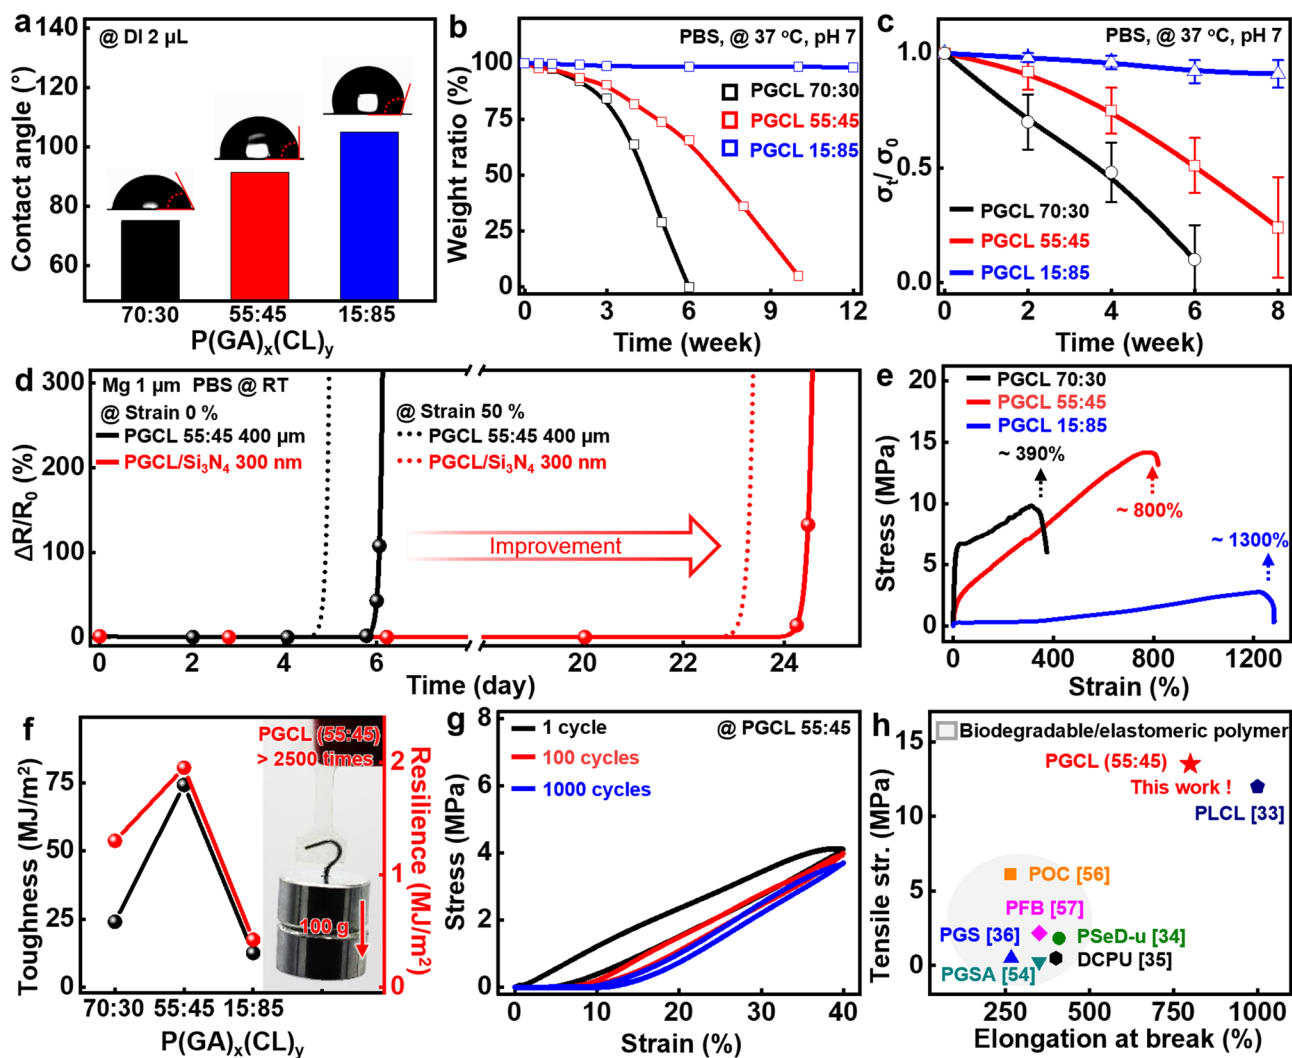 a
@ DI 2 µL
Contact angle (°)
140
120
100
80
60
70:30
55:45
15:85
P(GA)ₓ(CL)ᵧ
b
PBS, @ 37 °C, pH 7
Weight ratio (%)
100
75
50
25
0
PGCL 70:30
PGCL 55:45
PGCL 15:85
0
3
6
9
12
Time (week)
c
PBS, @ 37 °C, pH 7
σₜ/σ₀
1.0
0.5
0.0
PGCL 70:30
PGCL 55:45
PGCL 15:85
0
2
4
6
8
Time (week)
d
Mg 1 µm PBS @ RT
@ Strain 0 %
PGCL 55:45 400 µm
PGCL/Si₃N₄ 300 nm
@ Strain 50 %
PGCL 55:45 400 µm
PGCL/Si₃N₄ 300 nm
Improvement
ΔR/R₀ (%)
300
200
100
0
0
2
4
6
20
22
24
Time (day)
e
PGCL 70:30
PGCL 55:45
PGCL 15:85
~ 390%
~ 800%
~ 1300%
Stress (MPa)
20
15
10
5
0
0
400
800
1200
Strain (%)
f
PGCL (55:45)
> 2500 times
100 g
Toughness (MJ/m²)
75
50
25
0
Resilience (MJ/m²)
2
1
0
70:30
55:45
15:85
P(GA)ₓ(CL)ᵧ
g
1 cycle
100 cycles
1000 cycles
@ PGCL 55:45
Stress (MPa)
8
6
4
2
0
0
10
20
30
40
Strain (%)
h
Biodegradable/elastomeric polymer
PGCL (55:45)
This work !
PLCL [33]
POC [56]
PFB [57]
PGS [36]
PSeD-u [34]
DCPU [35]
PGSA [54]
Tensile str. (MPa)
15
10
5
0
250
500
750
1000
Elongation at break (%)